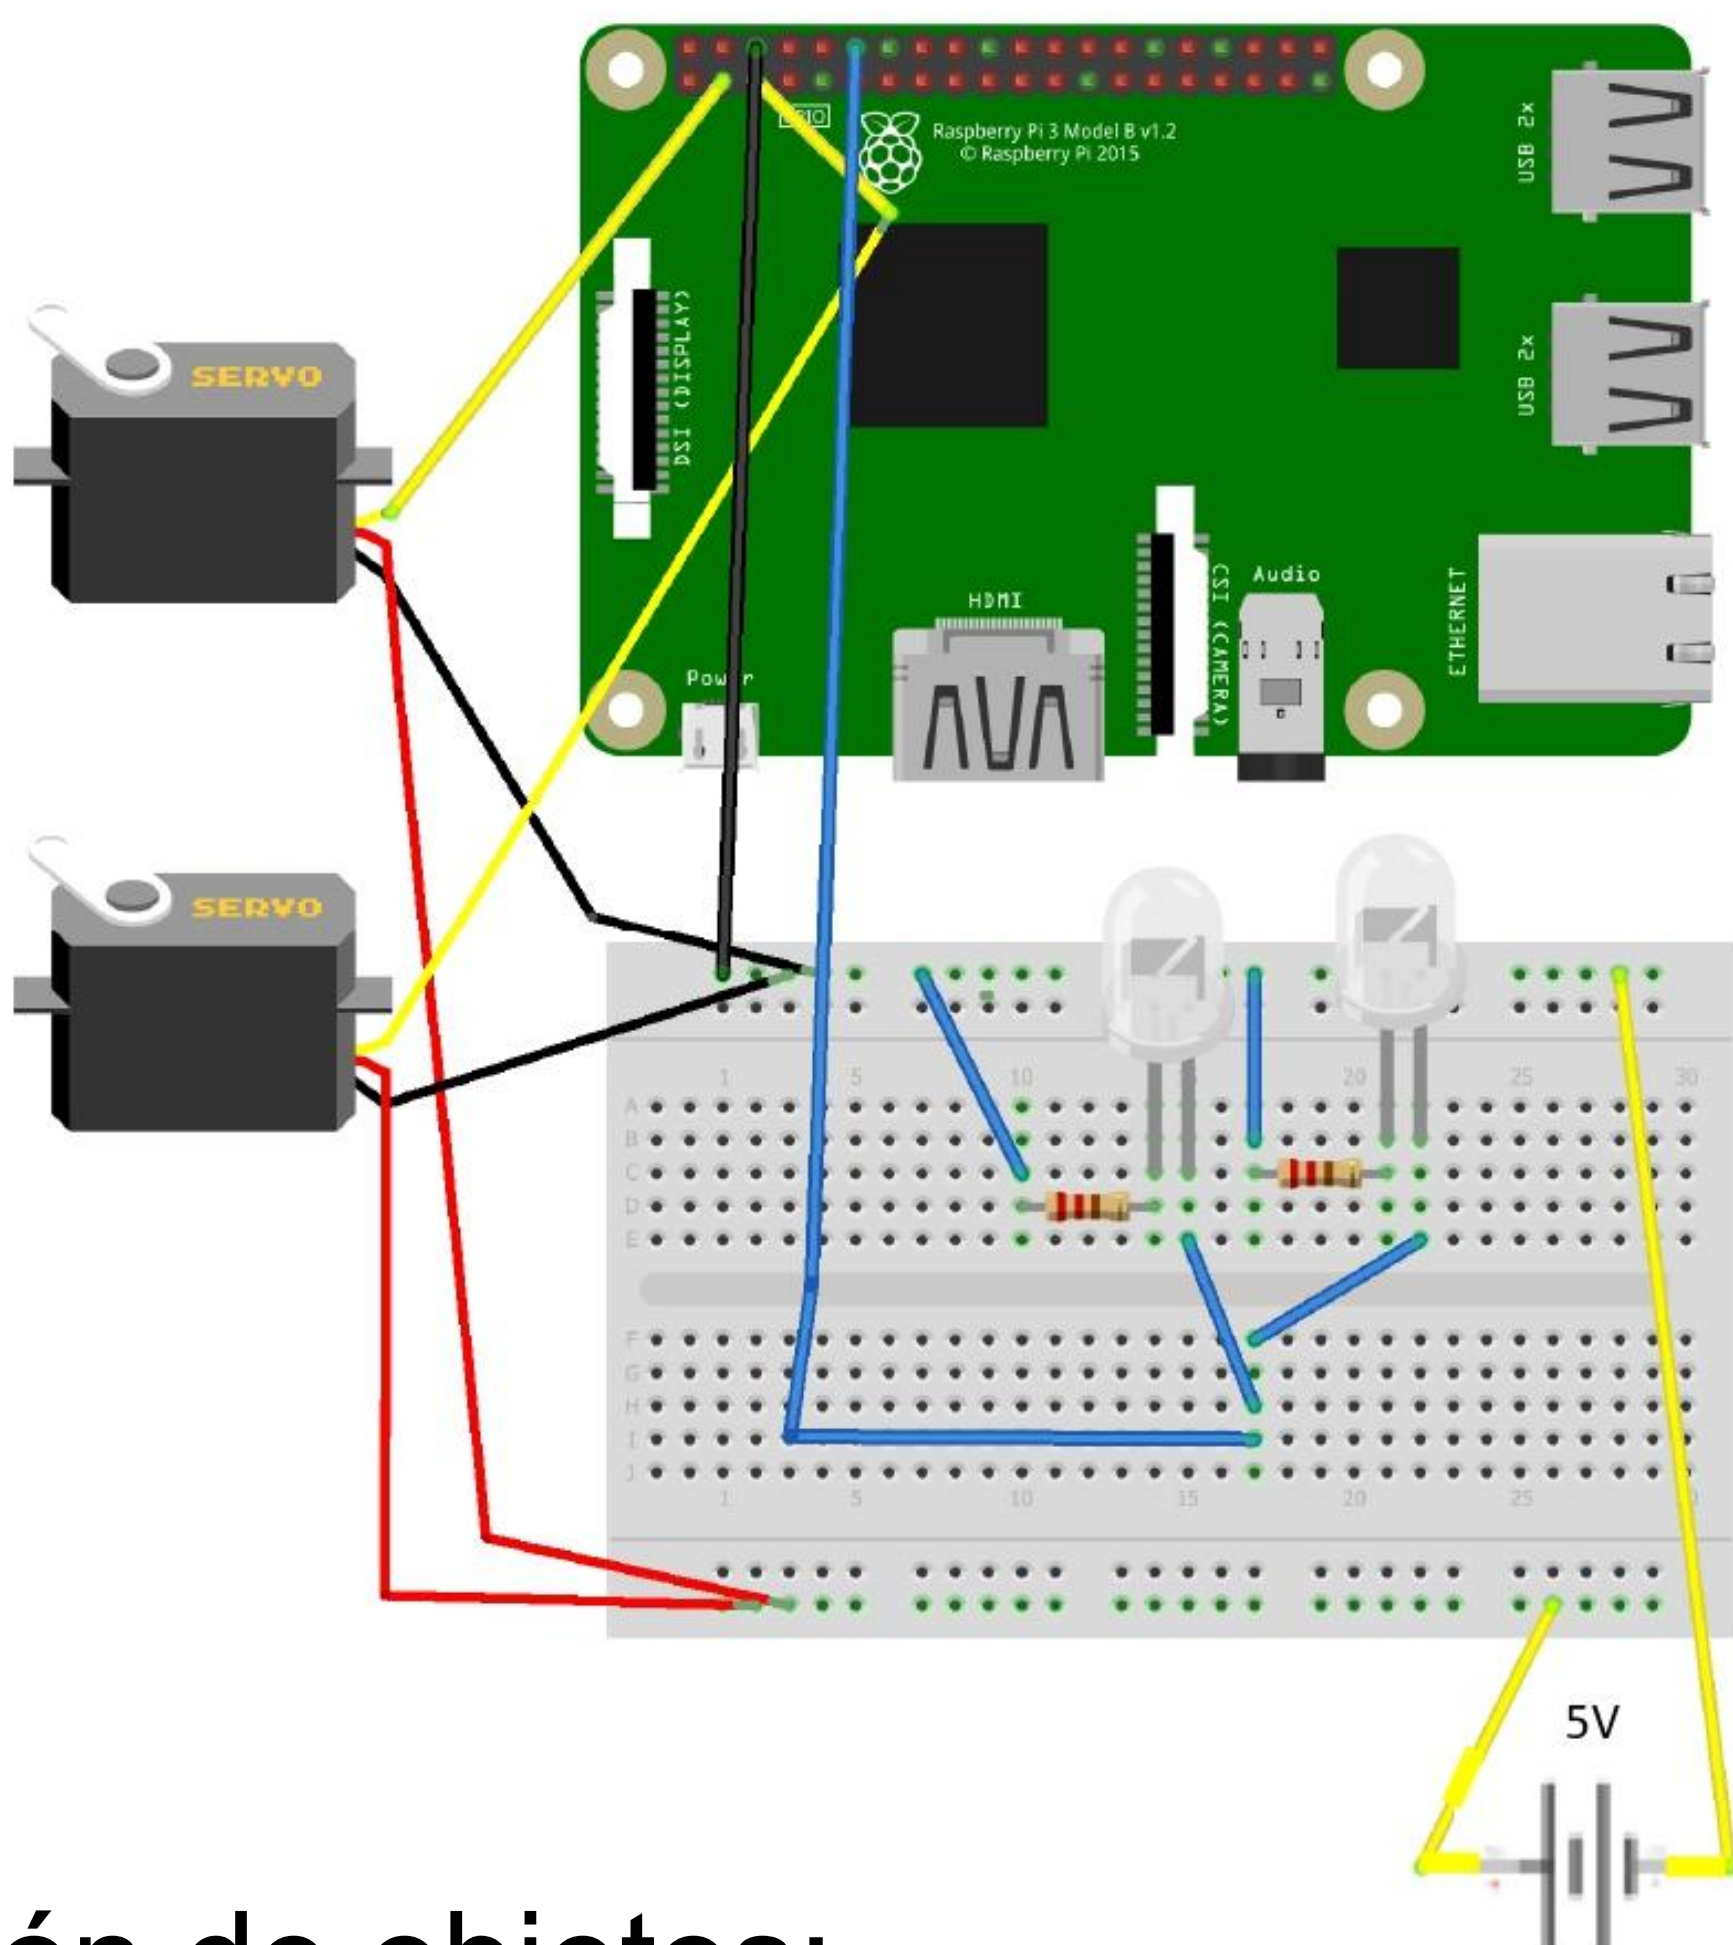 GPIO
Raspberry Pi 3 Model B v1.2
© Raspberry Pi 2015
USB 2x
DSI (DISPLAY)
SERVO
USB 2x
CSI (CAMERA)
Audio
ETHERNET
HDMI
Power
SERVO
1 5 10 20 25 30
A
B
C
D
E
F
G
H
I
J
1 5 10 15 20 25
5V
ón de objetos: